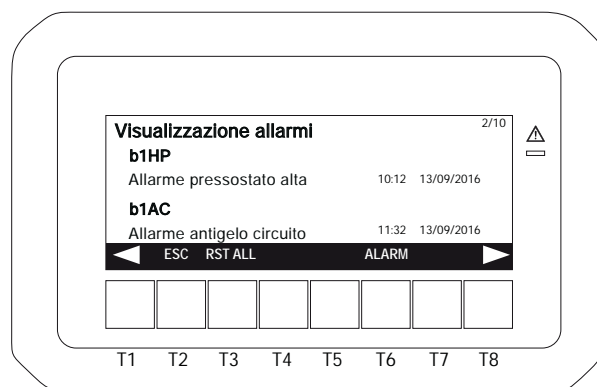 Visualizzazione allarmi 2/10
b1HP
Allarme pressostato alta 10:12 13/09/2016
b1AC
Allarme antigelo circuito 11:32 13/09/2016
ESC RST ALL ALARM
T1 T2 T3 T4 T5 T6 T7 T8